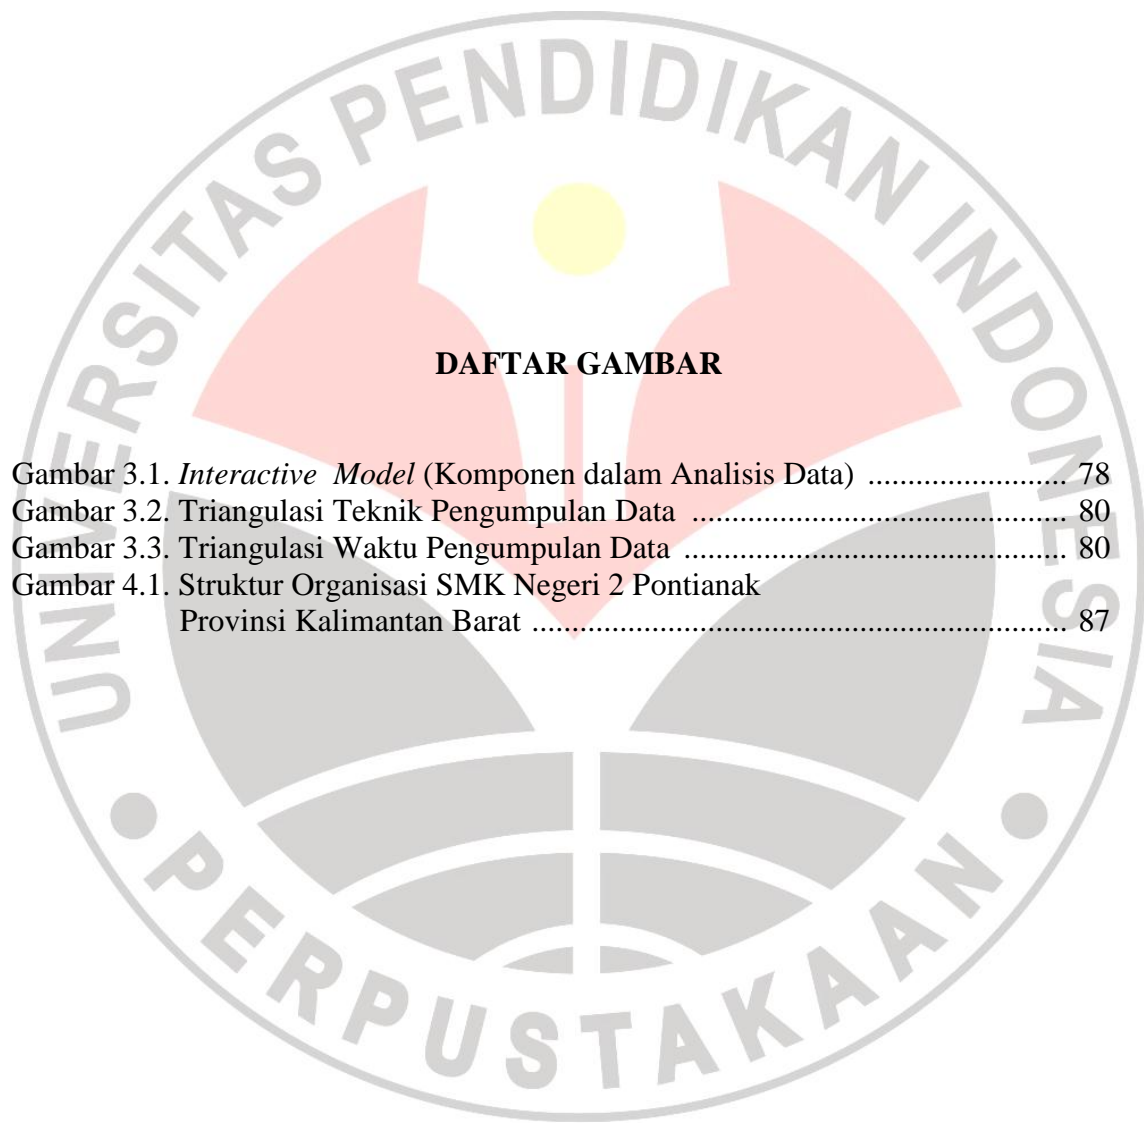 UNIVERSITAS PENDIDIKAN INDONESIA
DAFTAR GAMBAR
Gambar 3.1. Interactive Model (Komponen dalam Analisis Data) ........................ 78
Gambar 3.2. Triangulasi Teknik Pengumpulan Data ............................................. 80
Gambar 3.3. Triangulasi Waktu Pengumpulan Data .............................................. 80
Gambar 4.1. Struktur Organisasi SMK Negeri 2 Pontianak
Provinsi Kalimantan Barat ................................................................ 87
PERPUSTAKAAN